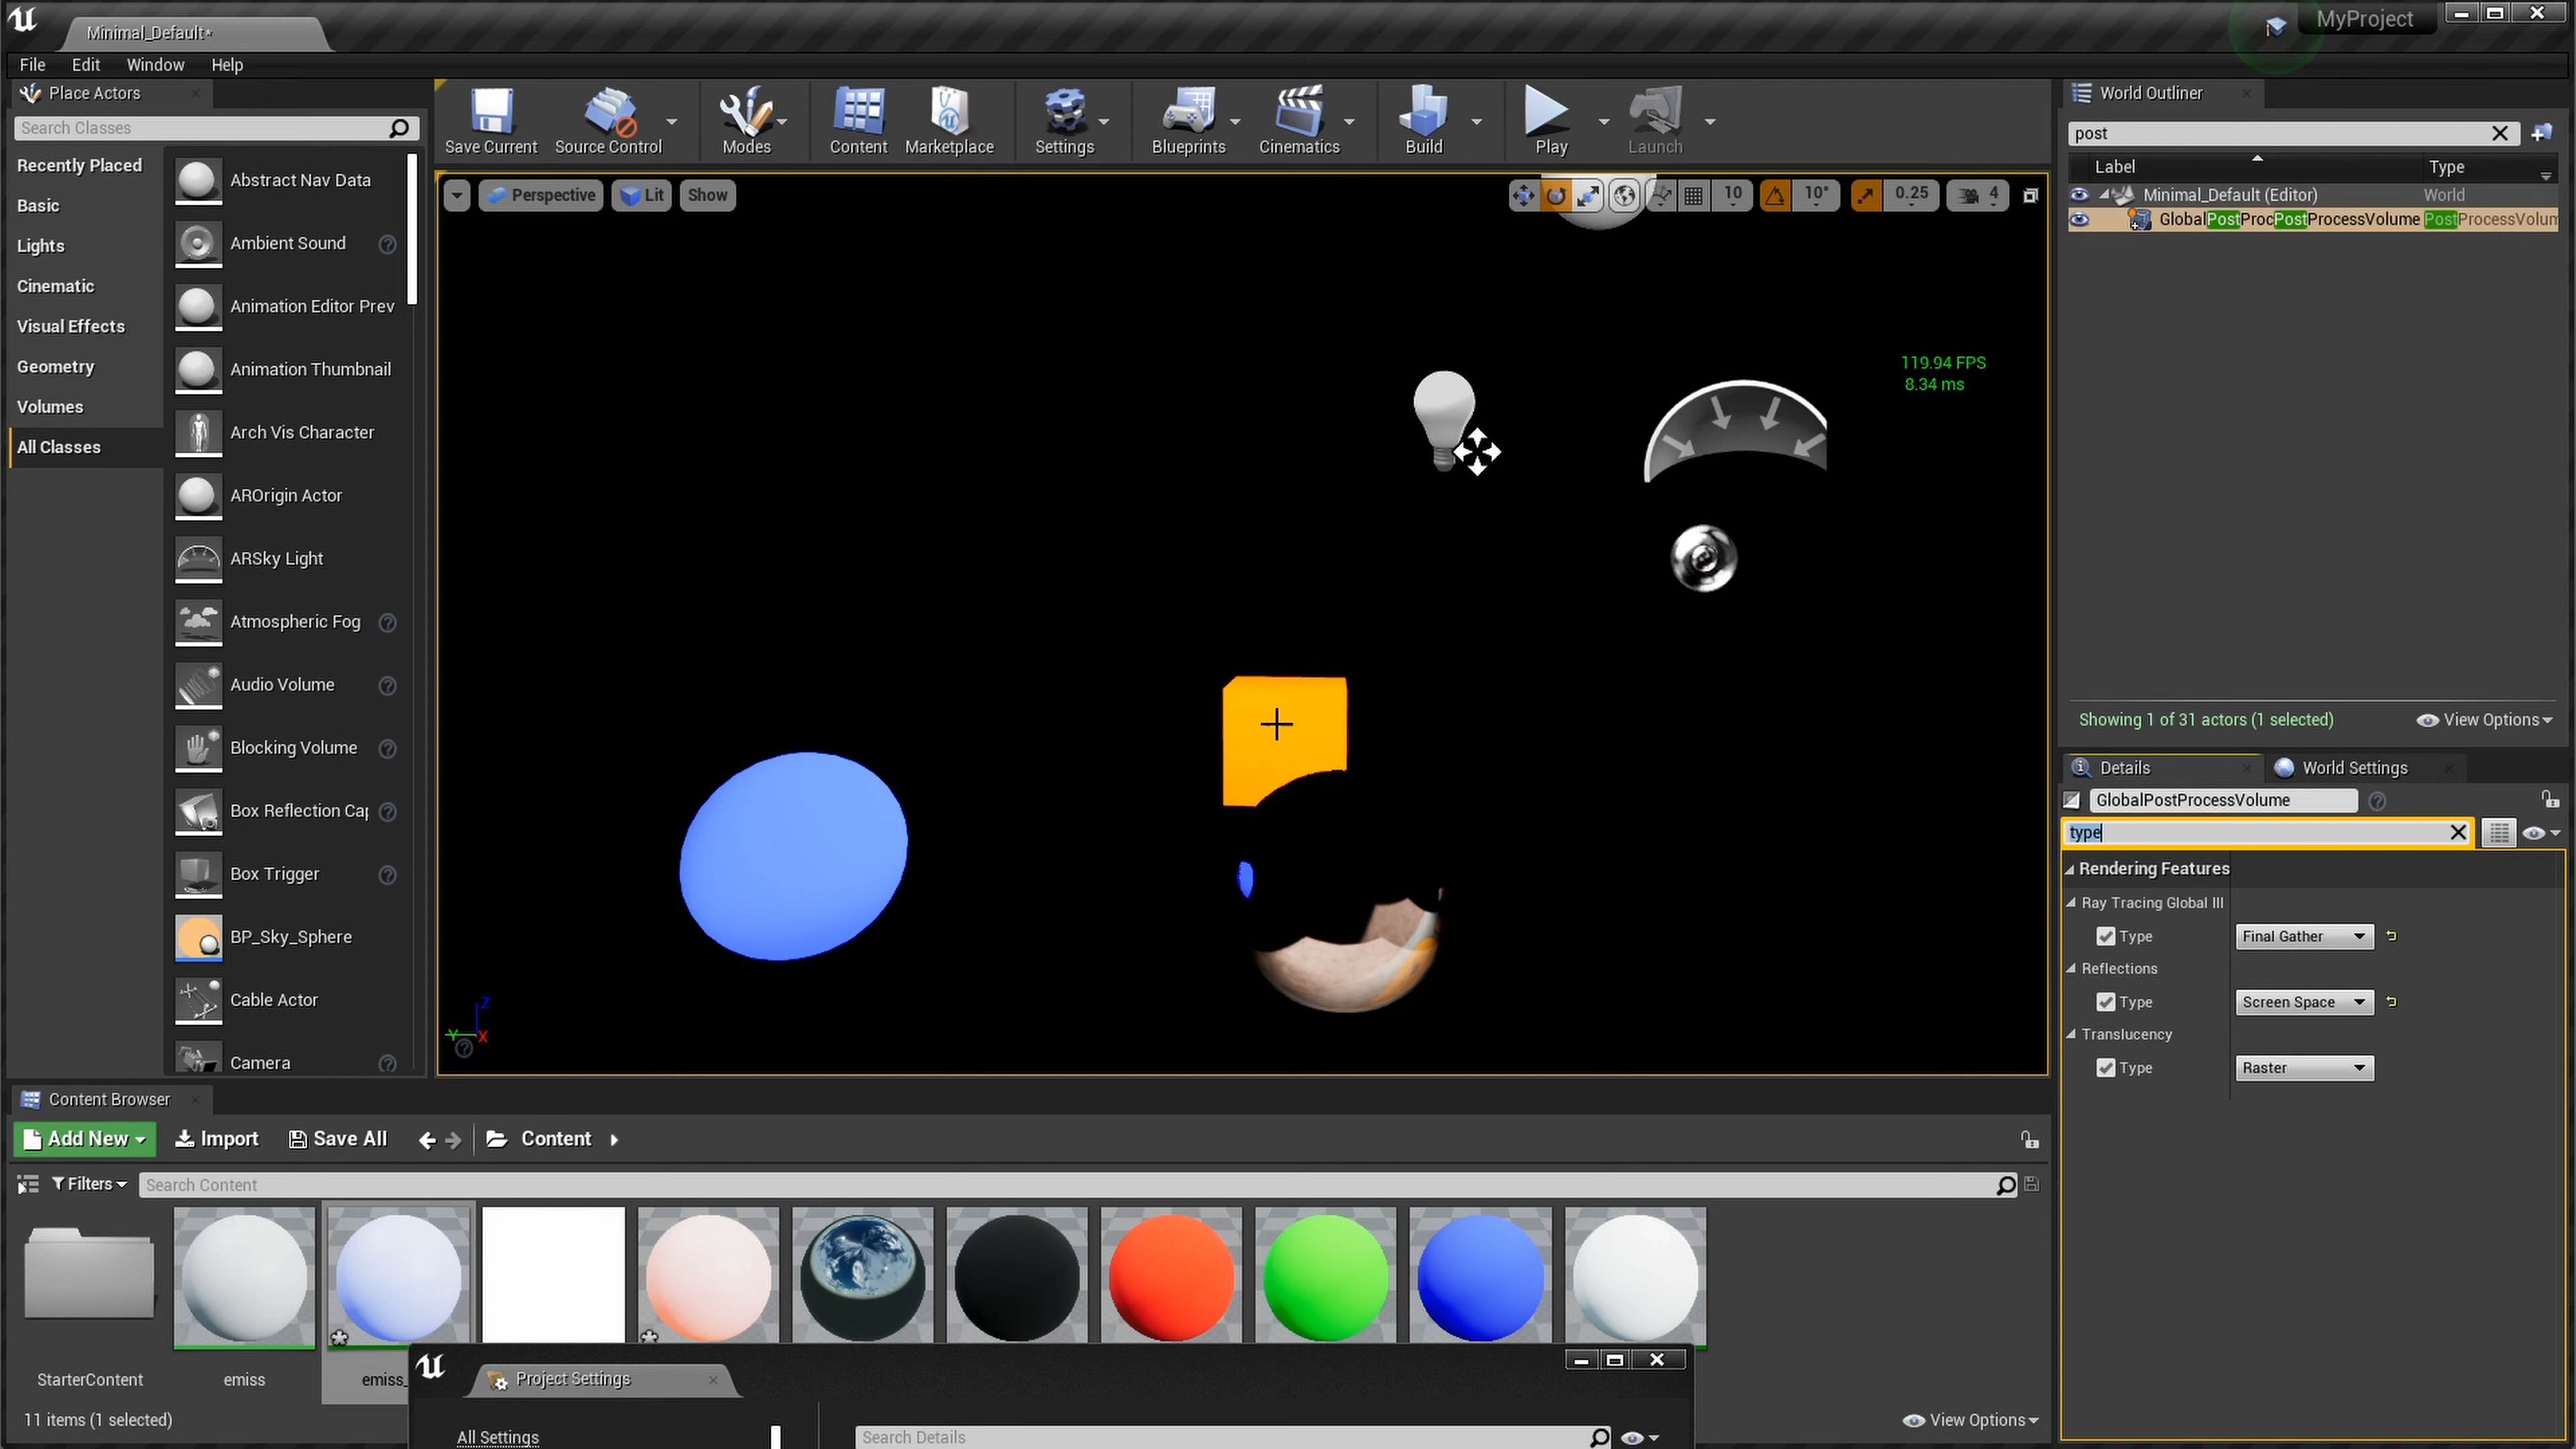 Minimal_Default*
MyProject
File Edit Window Help
Place Actors
Search Classes
Recently Placed
Basic
Lights
Cinematic
Visual Effects
Geometry
Volumes
All Classes
Abstract Nav Data
Ambient Sound
Animation Editor Prev
Animation Thumbnail
Arch Vis Character
AROrigin Actor
ARSky Light
Atmospheric Fog
Audio Volume
Blocking Volume
Box Reflection Cap
Box Trigger
BP_Sky_Sphere
Cable Actor
Camera
Save Current Source Control Modes Content Marketplace Settings Blueprints Cinematics Build Play Launch
Perspective Lit Show
10 10° 0.25 4
119.94 FPS
8.34 ms
Z
Y X
World Outliner
post
Label Type
Minimal_Default (Editor) World
GlobalPostProcPostProcessVolume PostProcessVolum
Showing 1 of 31 actors (1 selected) View Options
Details World Settings
GlobalPostProcessVolume
type
Rendering Features
Ray Tracing Global Ill
Type Final Gather
Reflections
Type Screen Space
Translucency
Type Raster
Content Browser
Add New Import Save All Content
Filters Search Content
StarterContent emiss emiss_
11 items (1 selected) View Options
Project Settings
All Settings Search Details